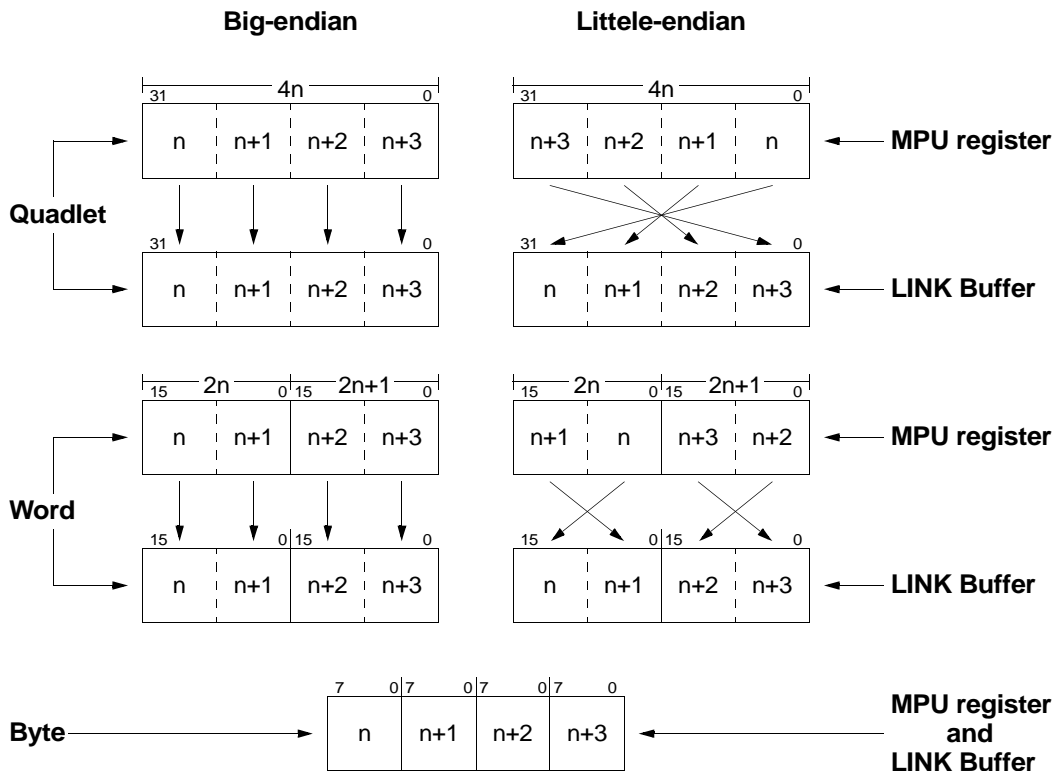 Big-endian Littele-endian
4n 4n
31 0 31 0
n n+1 n+2 n+3 n+3 n+2 n+1 n MPU register
Quadlet
31 0 31 0
n n+1 n+2 n+3 n n+1 n+2 n+3 LINK Buffer
2n 2n+1 2n 2n+1
15 0 15 0 15 0 15 0
n n+1 n+2 n+3 n+1 n n+3 n+2 MPU register
Word
15 0 15 0 15 0 15 0
n n+1 n+2 n+3 n n+1 n+2 n+3 LINK Buffer
7 0 7 0 7 0 7 0
Byte n n+1 n+2 n+3 MPU register
and
LINK Buffer